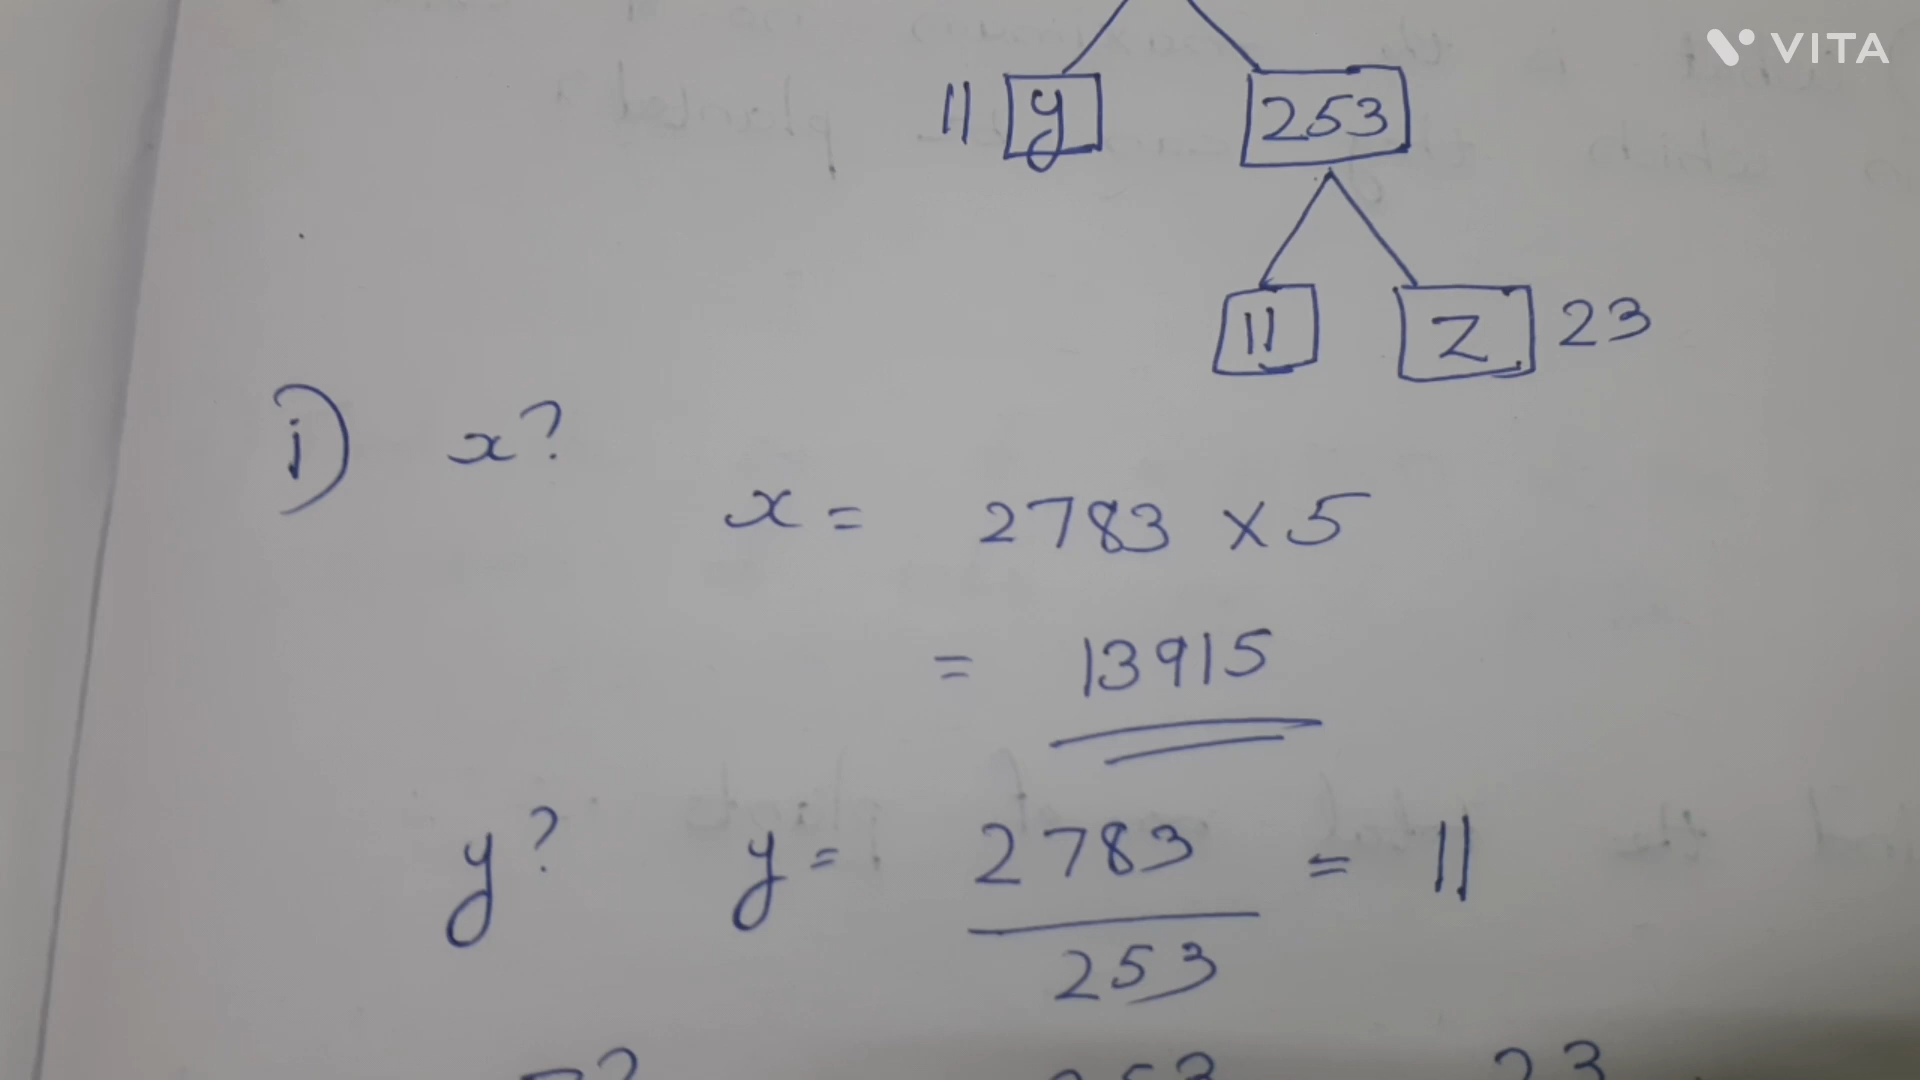 VITA
11 y 253
11 z 23
i) x?
x = 2783 × 5
= 13915
y? y = 2783 = 11
253